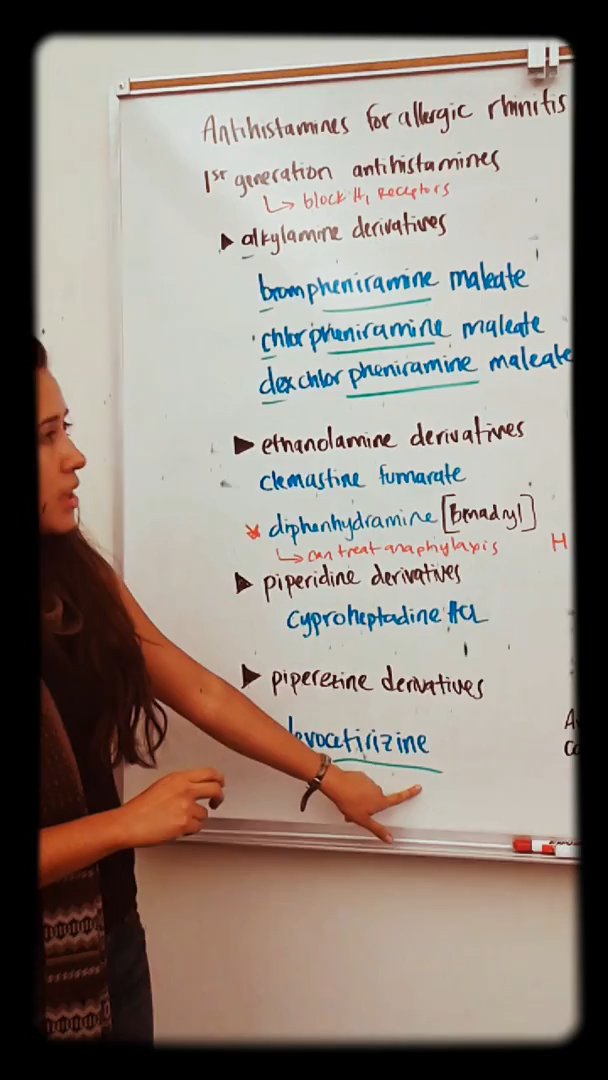 Antihistamines for allergic rhinitis
1st generation antihistamines
↳ block H1 Receptors
▶ alkylamine derivatives
brompheniramine maleate
chlorpheniramine maleate
dexchlorpheniramine maleate
▶ ethanolamine derivatives
clemastine fumarate
* diphenhydramine [Benadryl]
↳ can treat anaphylaxis
H
▶ piperidine derivatives
cyproheptadine HCL
▶ piperezine derivatives
levocetirizine